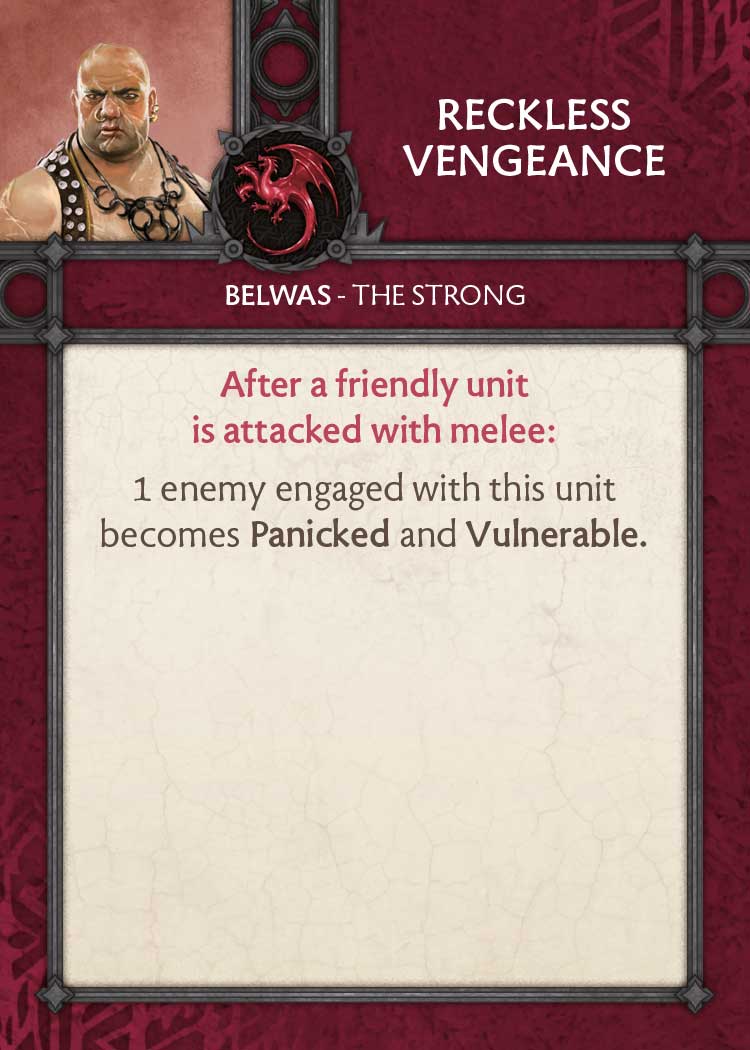 RECKLESS
VENGEANCE
BELWAS - THE STRONG
After a friendly unit
is attacked with melee:
1 enemy engaged with this unit
becomes Panicked and Vulnerable.